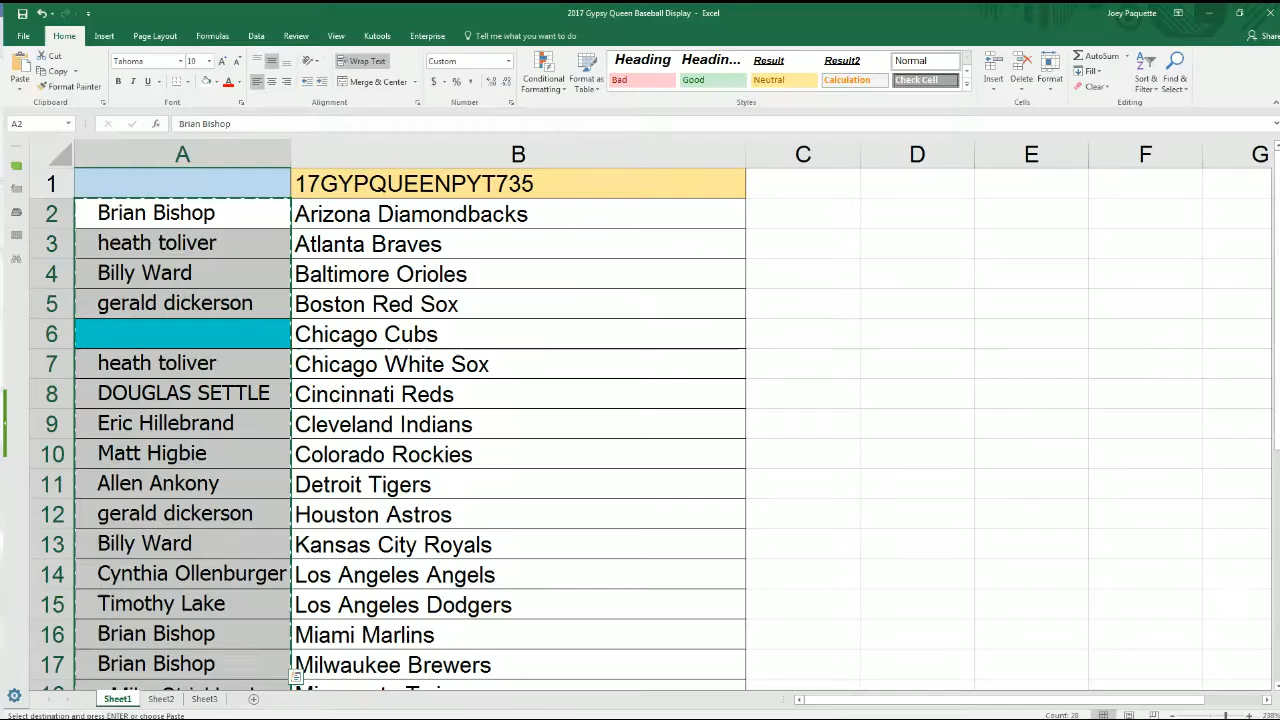 2017 Gypsy Queen Baseball Display - Excel
Joey Paquette
File Home Insert Page Layout Formulas Data Review View Kutools Enterprise Tell me what you want to do... Share
Paste Cut
Copy
Format Painter
Tahoma 10
B I U A
Wrap Text
Merge & Center
Custom
$ % ,
Conditional Formatting
Format as Table
Heading Headin... Result Result2 Normal
Bad Good Neutral Calculation Check Cell
Insert Delete Format
AutoSum
Fill
Clear
Sort & Filter
Find & Select
Clipboard Font Alignment Number Styles Cells Editing
A2 fx Brian Bishop
A B C D E F G
1 17GYPQUEENPYT735
2 Brian Bishop Arizona Diamondbacks
3 heath toliver Atlanta Braves
4 Billy Ward Baltimore Orioles
5 gerald dickerson Boston Red Sox
6 Chicago Cubs
7 heath toliver Chicago White Sox
8 DOUGLAS SETTLE Cincinnati Reds
9 Eric Hillebrand Cleveland Indians
10 Matt Higbie Colorado Rockies
11 Allen Ankony Detroit Tigers
12 gerald dickerson Houston Astros
13 Billy Ward Kansas City Royals
14 Cynthia Ollenburger Los Angeles Angels
15 Timothy Lake Los Angeles Dodgers
16 Brian Bishop Miami Marlins
17 Brian Bishop Milwaukee Brewers
Sheet1 Sheet2 Sheet3
Select destination and press ENTER or choose Paste
Count: 28
238%